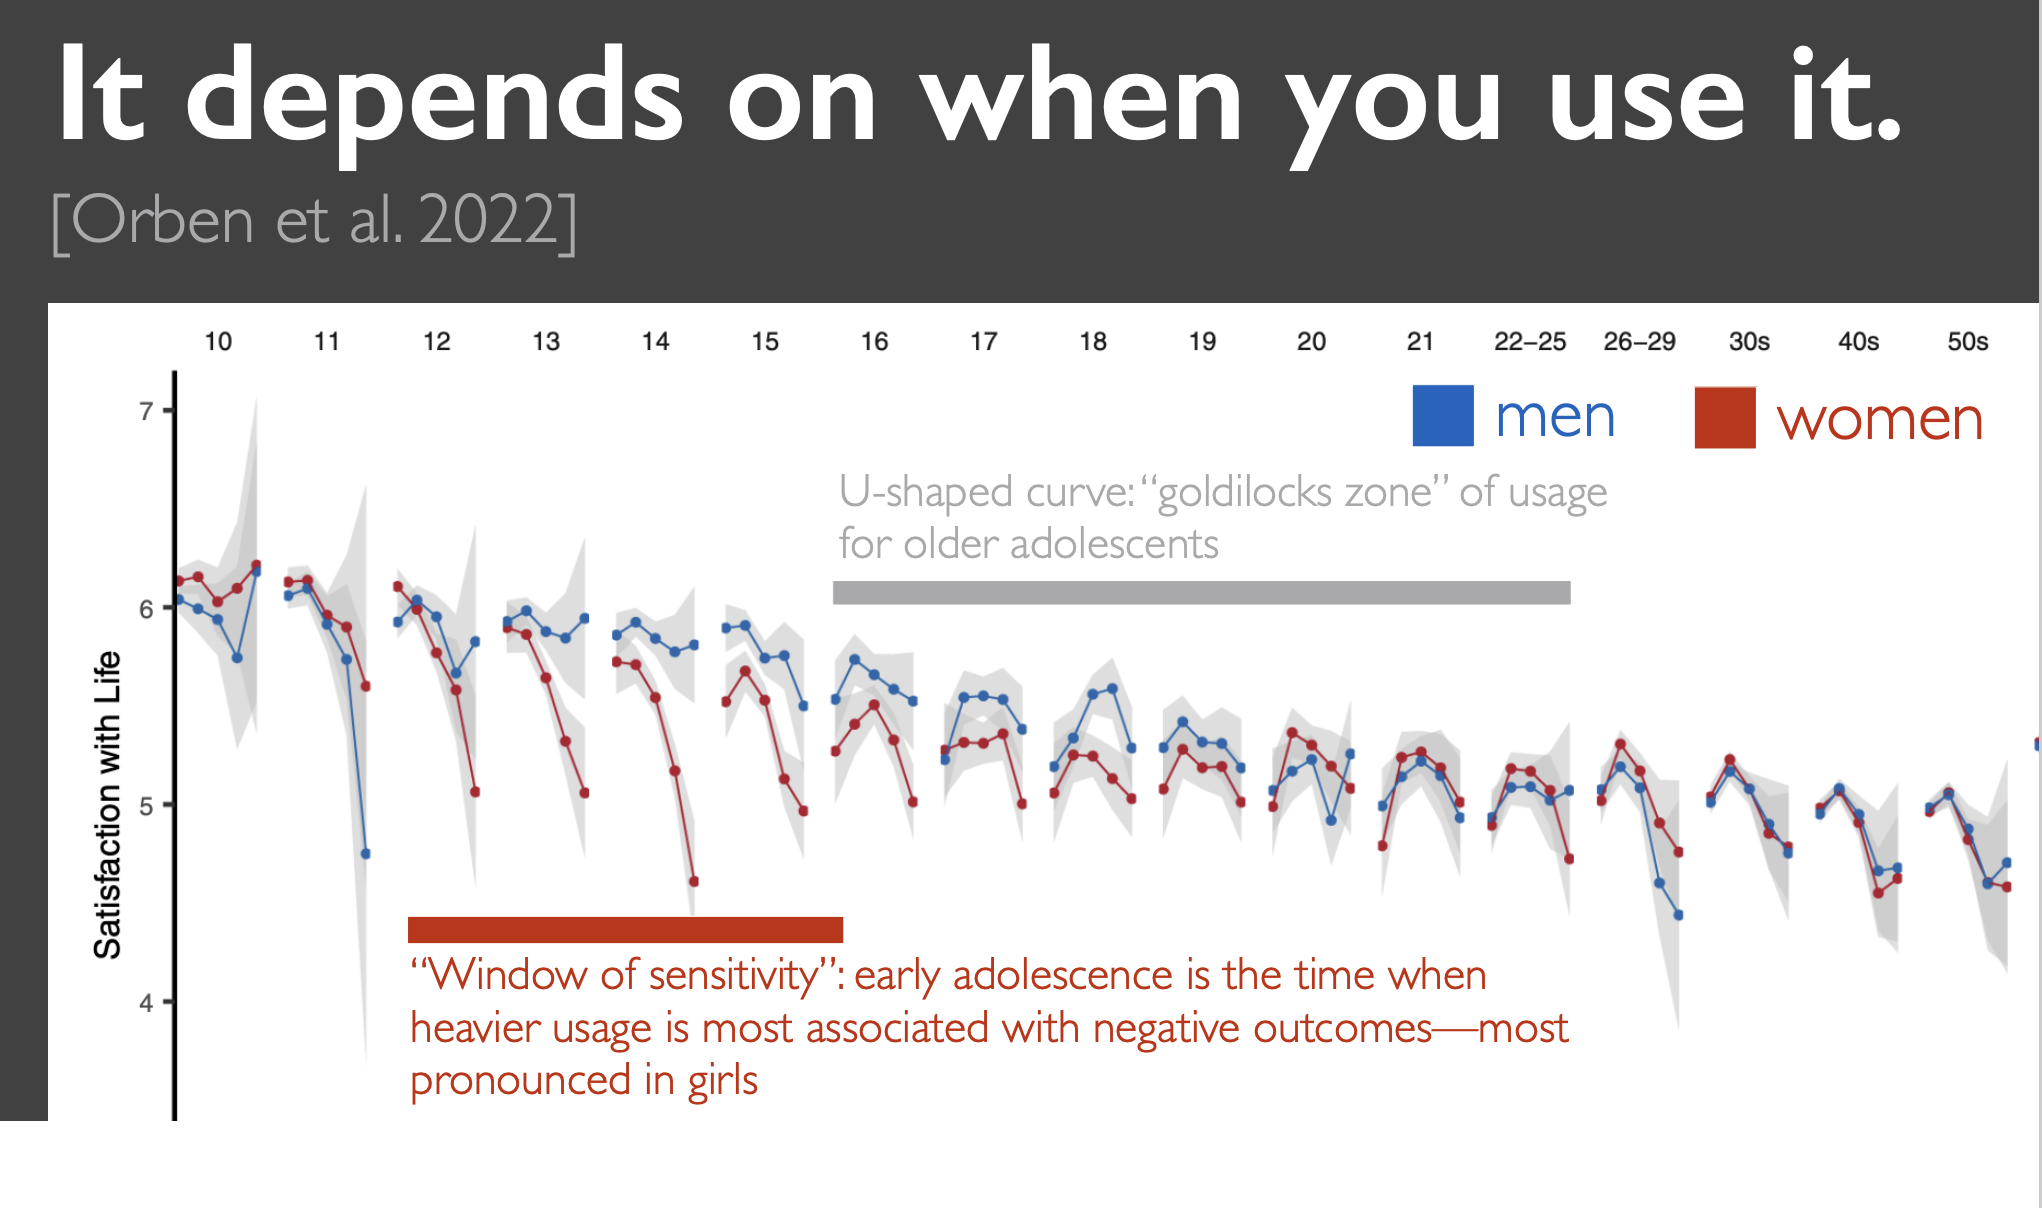 It depends on when you use it.
[Orben et al. 2022]
10 11 12 13 14 15 16 17 18 19 20 21 22–25 26–29 30s 40s 50s
7
men women
U-shaped curve: “goldilocks zone” of usage
for older adolescents
6
Satisfaction with Life
5
“Window of sensitivity”: early adolescence is the time when
4
heavier usage is most associated with negative outcomes—most
pronounced in girls